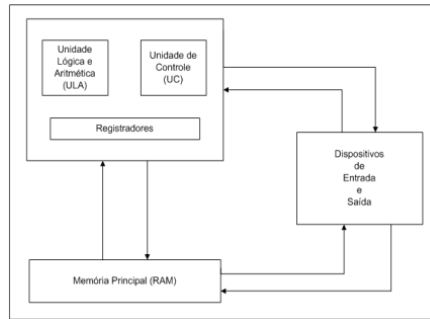 Unidade
Lógica e
Aritmética
(ULA)
Unidade de
Controle
(UC)
Registradores
Dispositivos
de
Entrada
e
Saída
Memória Principal (RAM)